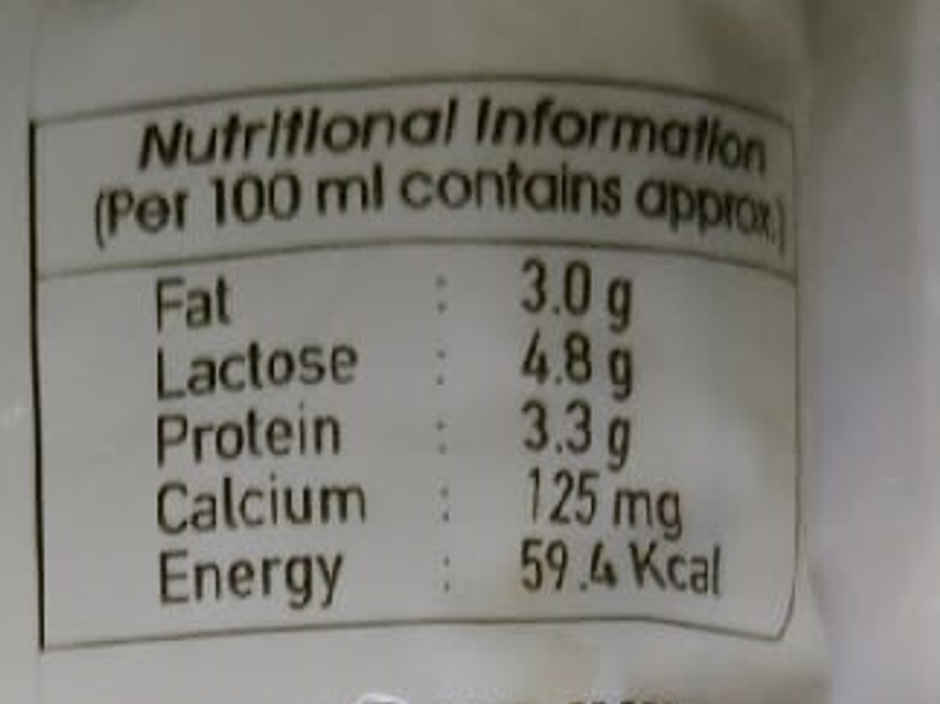 Nutritional Information
(Per 100 ml contains approx.)
Fat : 3.0 g
Lactose : 4.8 g
Protein : 3.3 g
Calcium : 125 mg
Energy : 59.4 Kcal